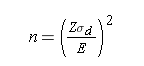 n = (Zσ_d / E)^2